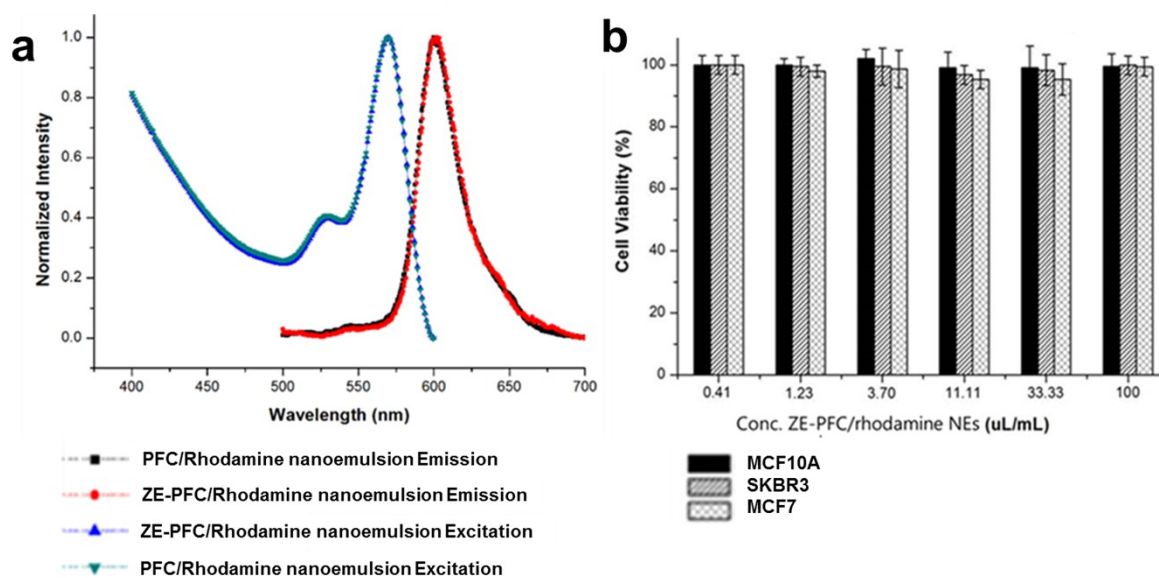 a
Normalized Intensity
1.0
0.8
0.6
0.4
0.2
0.0
400 450 500 550 600 650 700
Wavelength (nm)
PFC/Rhodamine nanoemulsion Emission
ZE-PFC/Rhodamine nanoemulsion Emission
ZE-PFC/Rhodamine nanoemulsion Excitation
PFC/Rhodamine nanoemulsion Excitation
b
Cell Viability (%)
100
80
60
40
20
0
0.41 1.23 3.70 11.11 33.33 100
Conc. ZE-PFC/rhodamine NEs (uL/mL)
MCF10A
SKBR3
MCF7